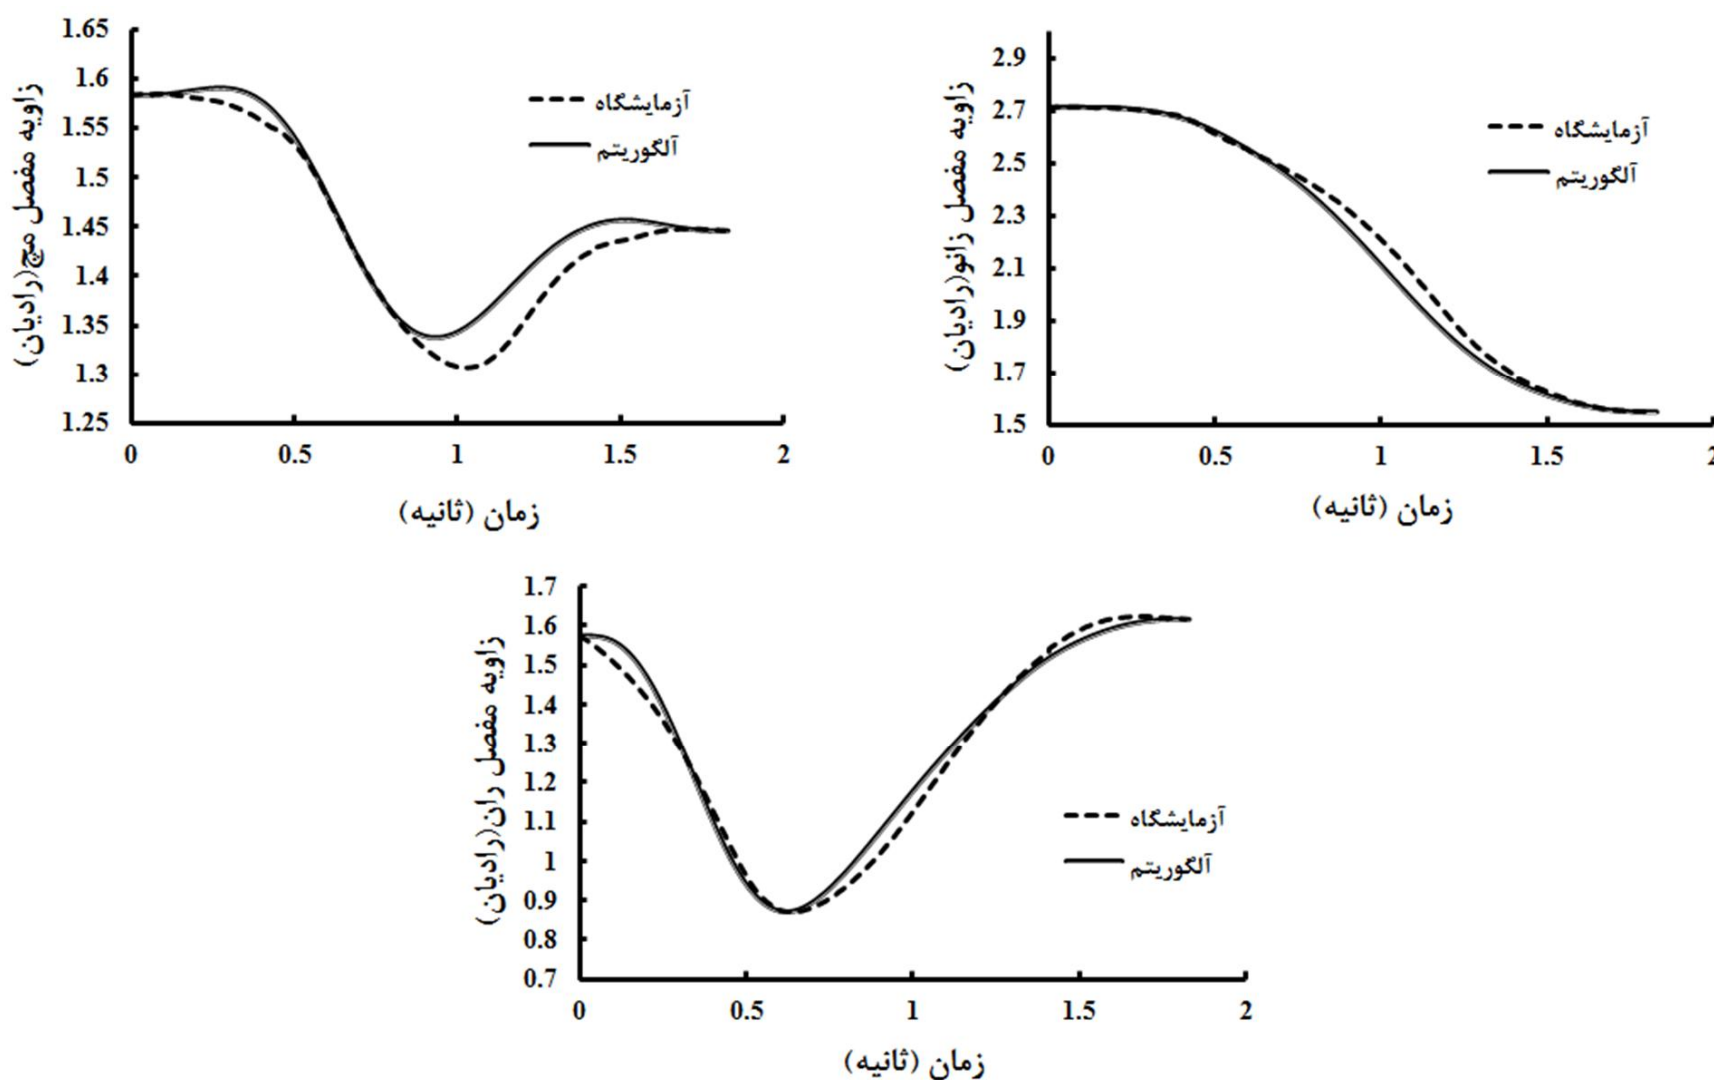 زاویه مفصل مچ(رادیان)
1.65
1.6
1.55
1.5
1.45
1.4
1.35
1.3
1.25
0 0.5 1 1.5 2
زمان (ثانیه)
آزمایشگاه
آلگوریتم
زاویه مفصل زانو(رادیان)
2.9
2.7
2.5
2.3
2.1
1.9
1.7
1.5
0 0.5 1 1.5 2
زمان (ثانیه)
آزمایشگاه
آلگوریتم
زاویه مفصل ران(رادیان)
1.7
1.6
1.5
1.4
1.3
1.2
1.1
1
0.9
0.8
0.7
0 0.5 1 1.5 2
زمان (ثانیه)
آزمایشگاه
آلگوریتم